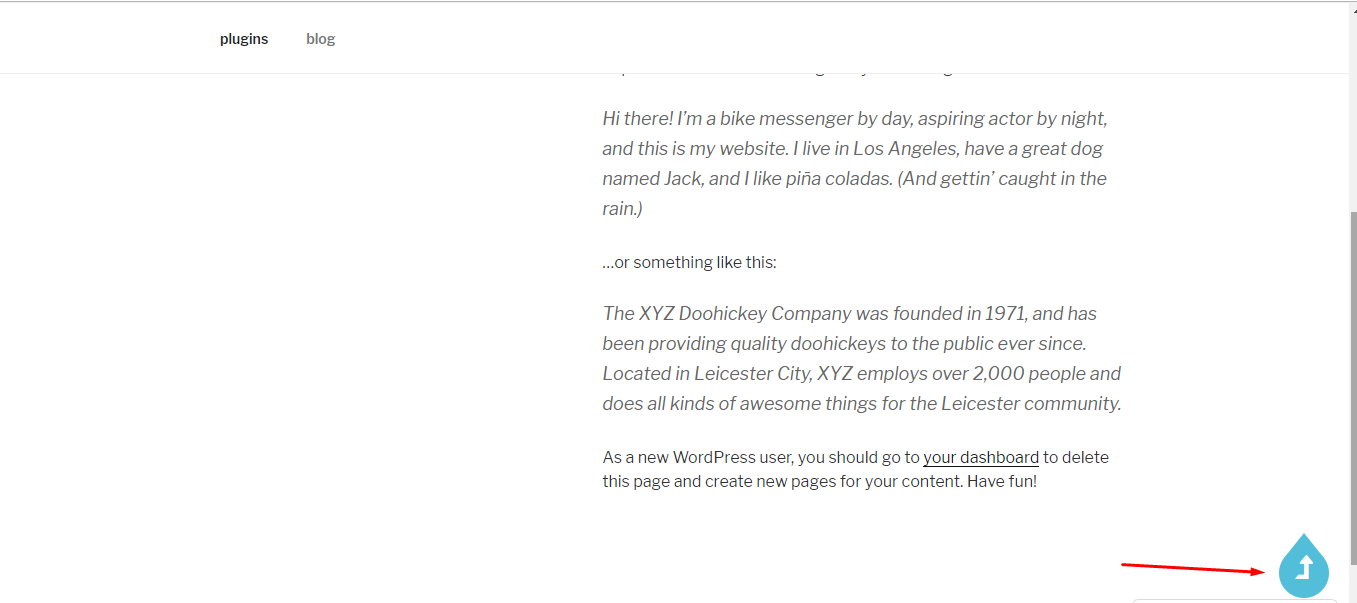 plugins blog
Hi there! I’m a bike messenger by day, aspiring actor by night,
and this is my website. I live in Los Angeles, have a great dog
named Jack, and I like piña coladas. (And gettin’ caught in the
rain.)
…or something like this:
The XYZ Doohickey Company was founded in 1971, and has
been providing quality doohickeys to the public ever since.
Located in Leicester City, XYZ employs over 2,000 people and
does all kinds of awesome things for the Leicester community.
As a new WordPress user, you should go to your dashboard to delete
this page and create new pages for your content. Have fun!